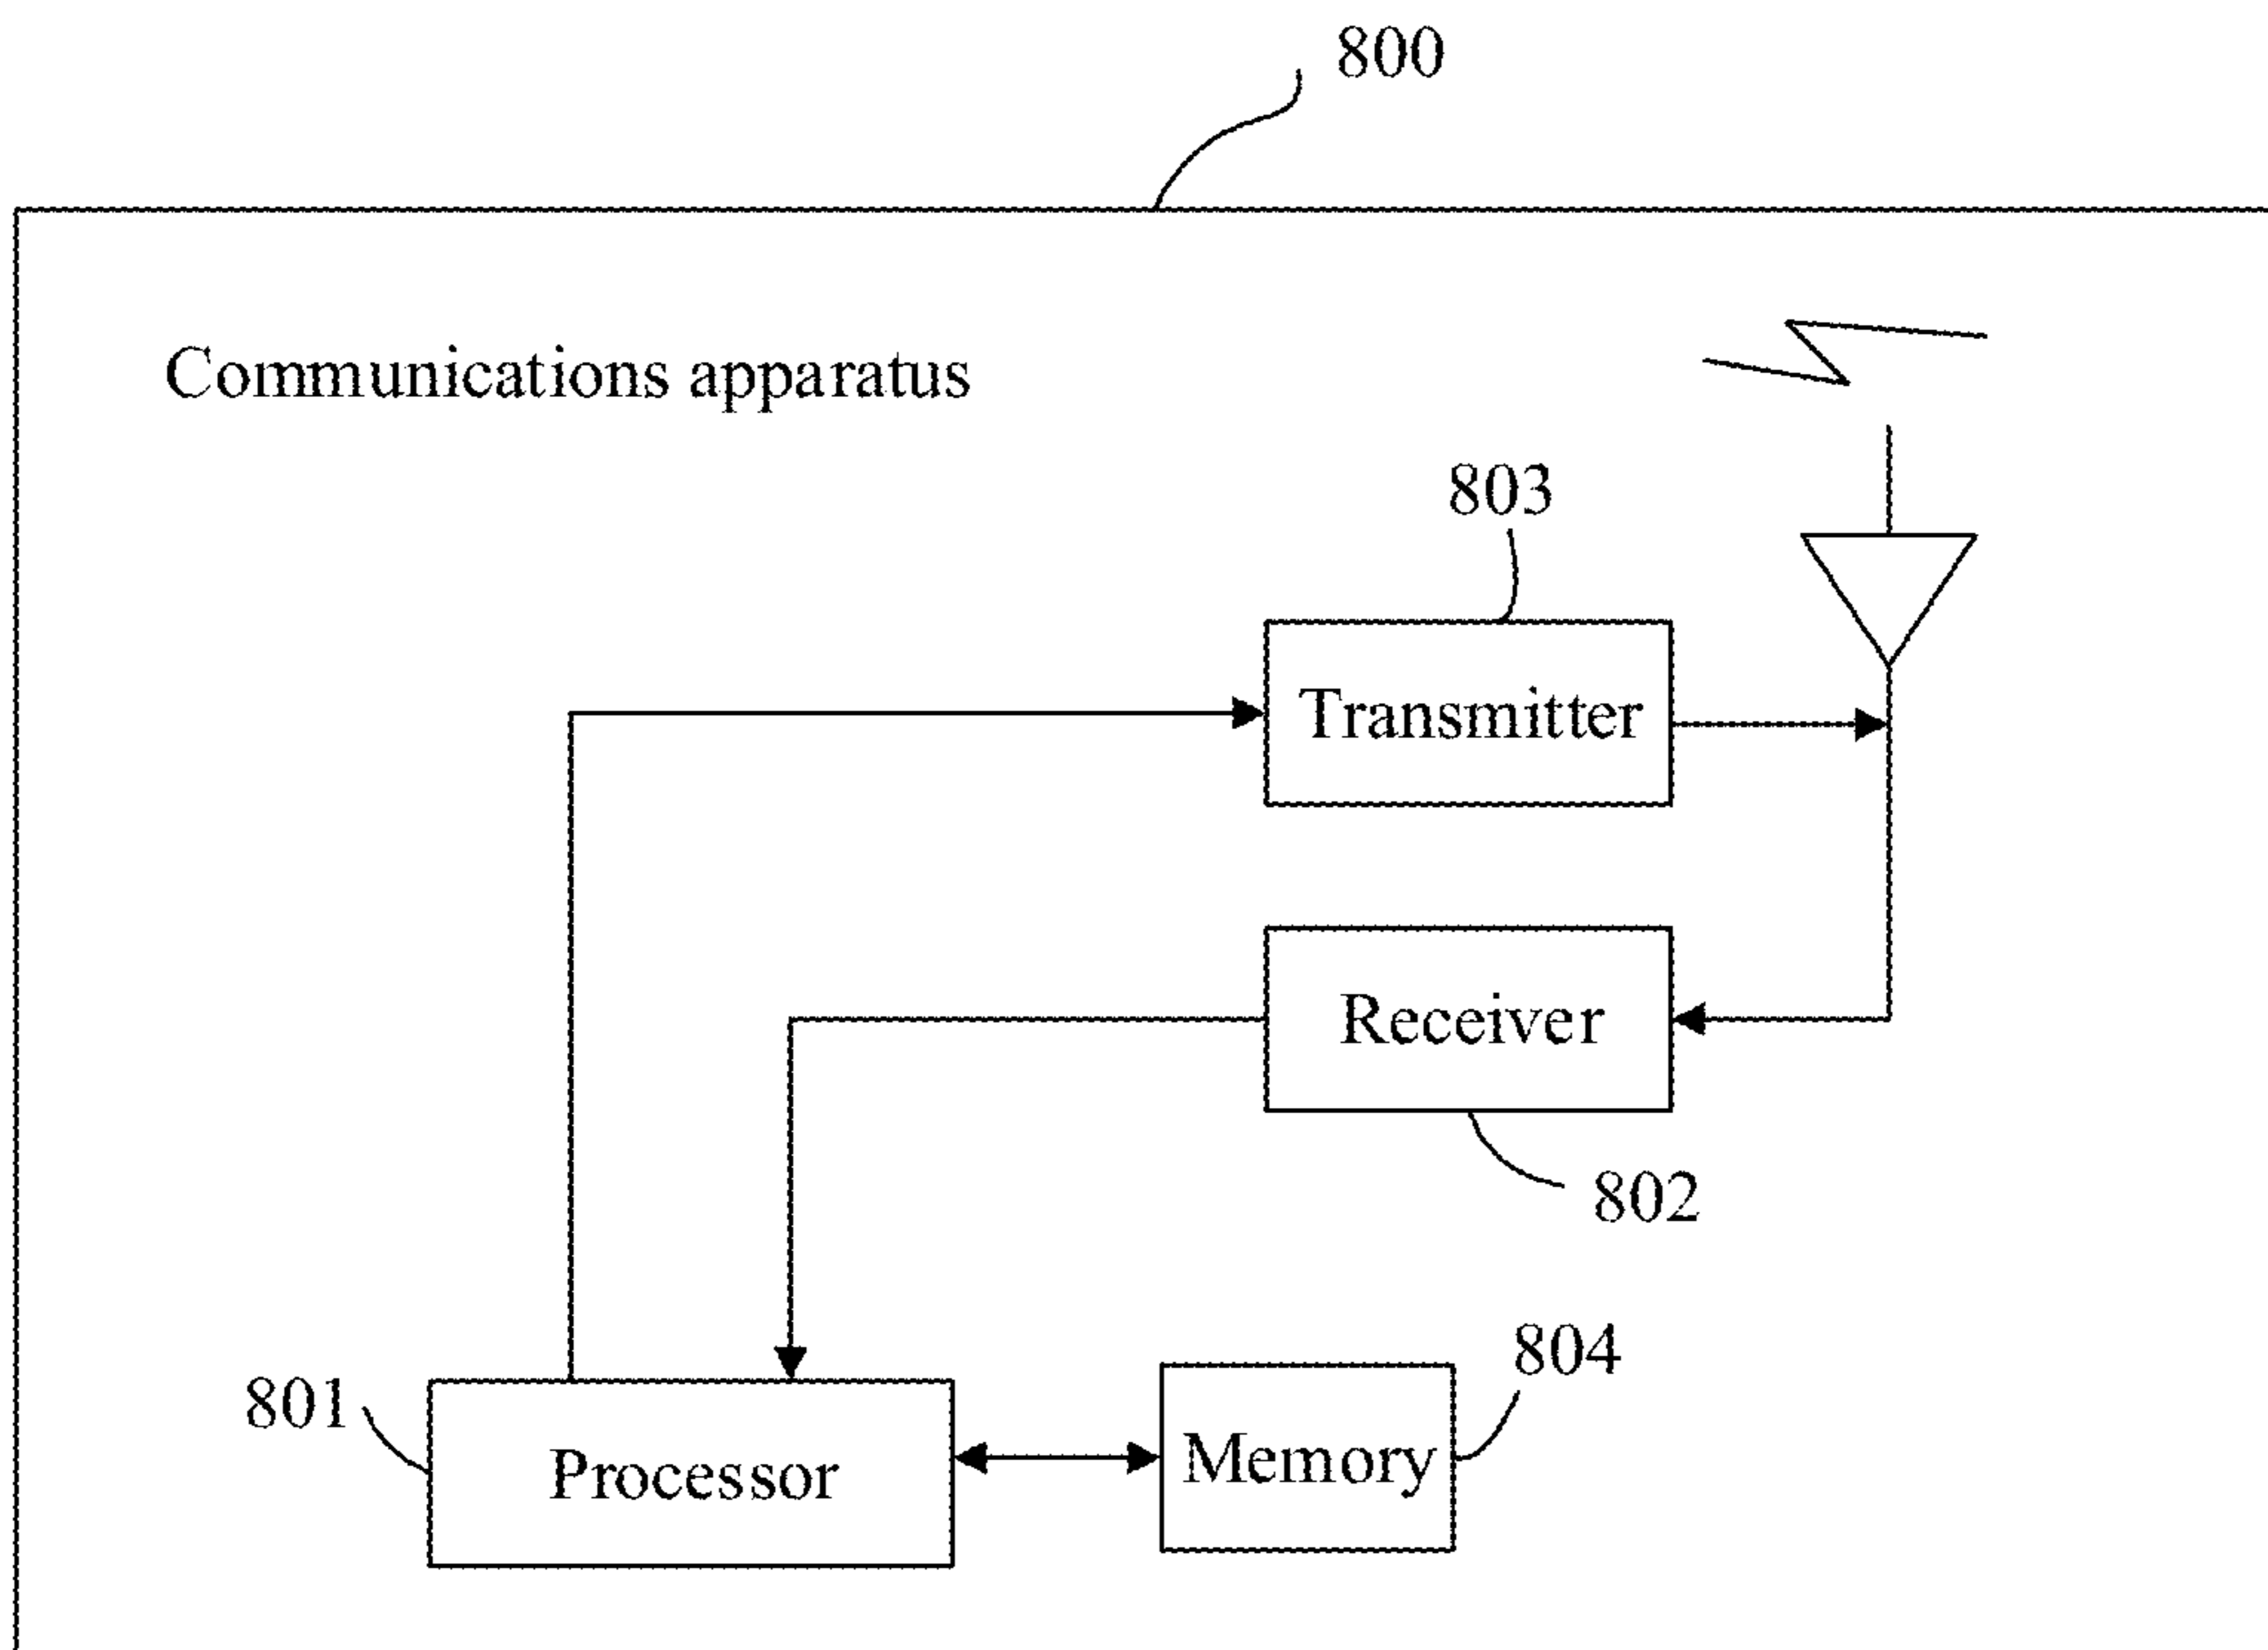 800
Communications apparatus
803
Transmitter
Receiver
802
804
801
Memory
Processor